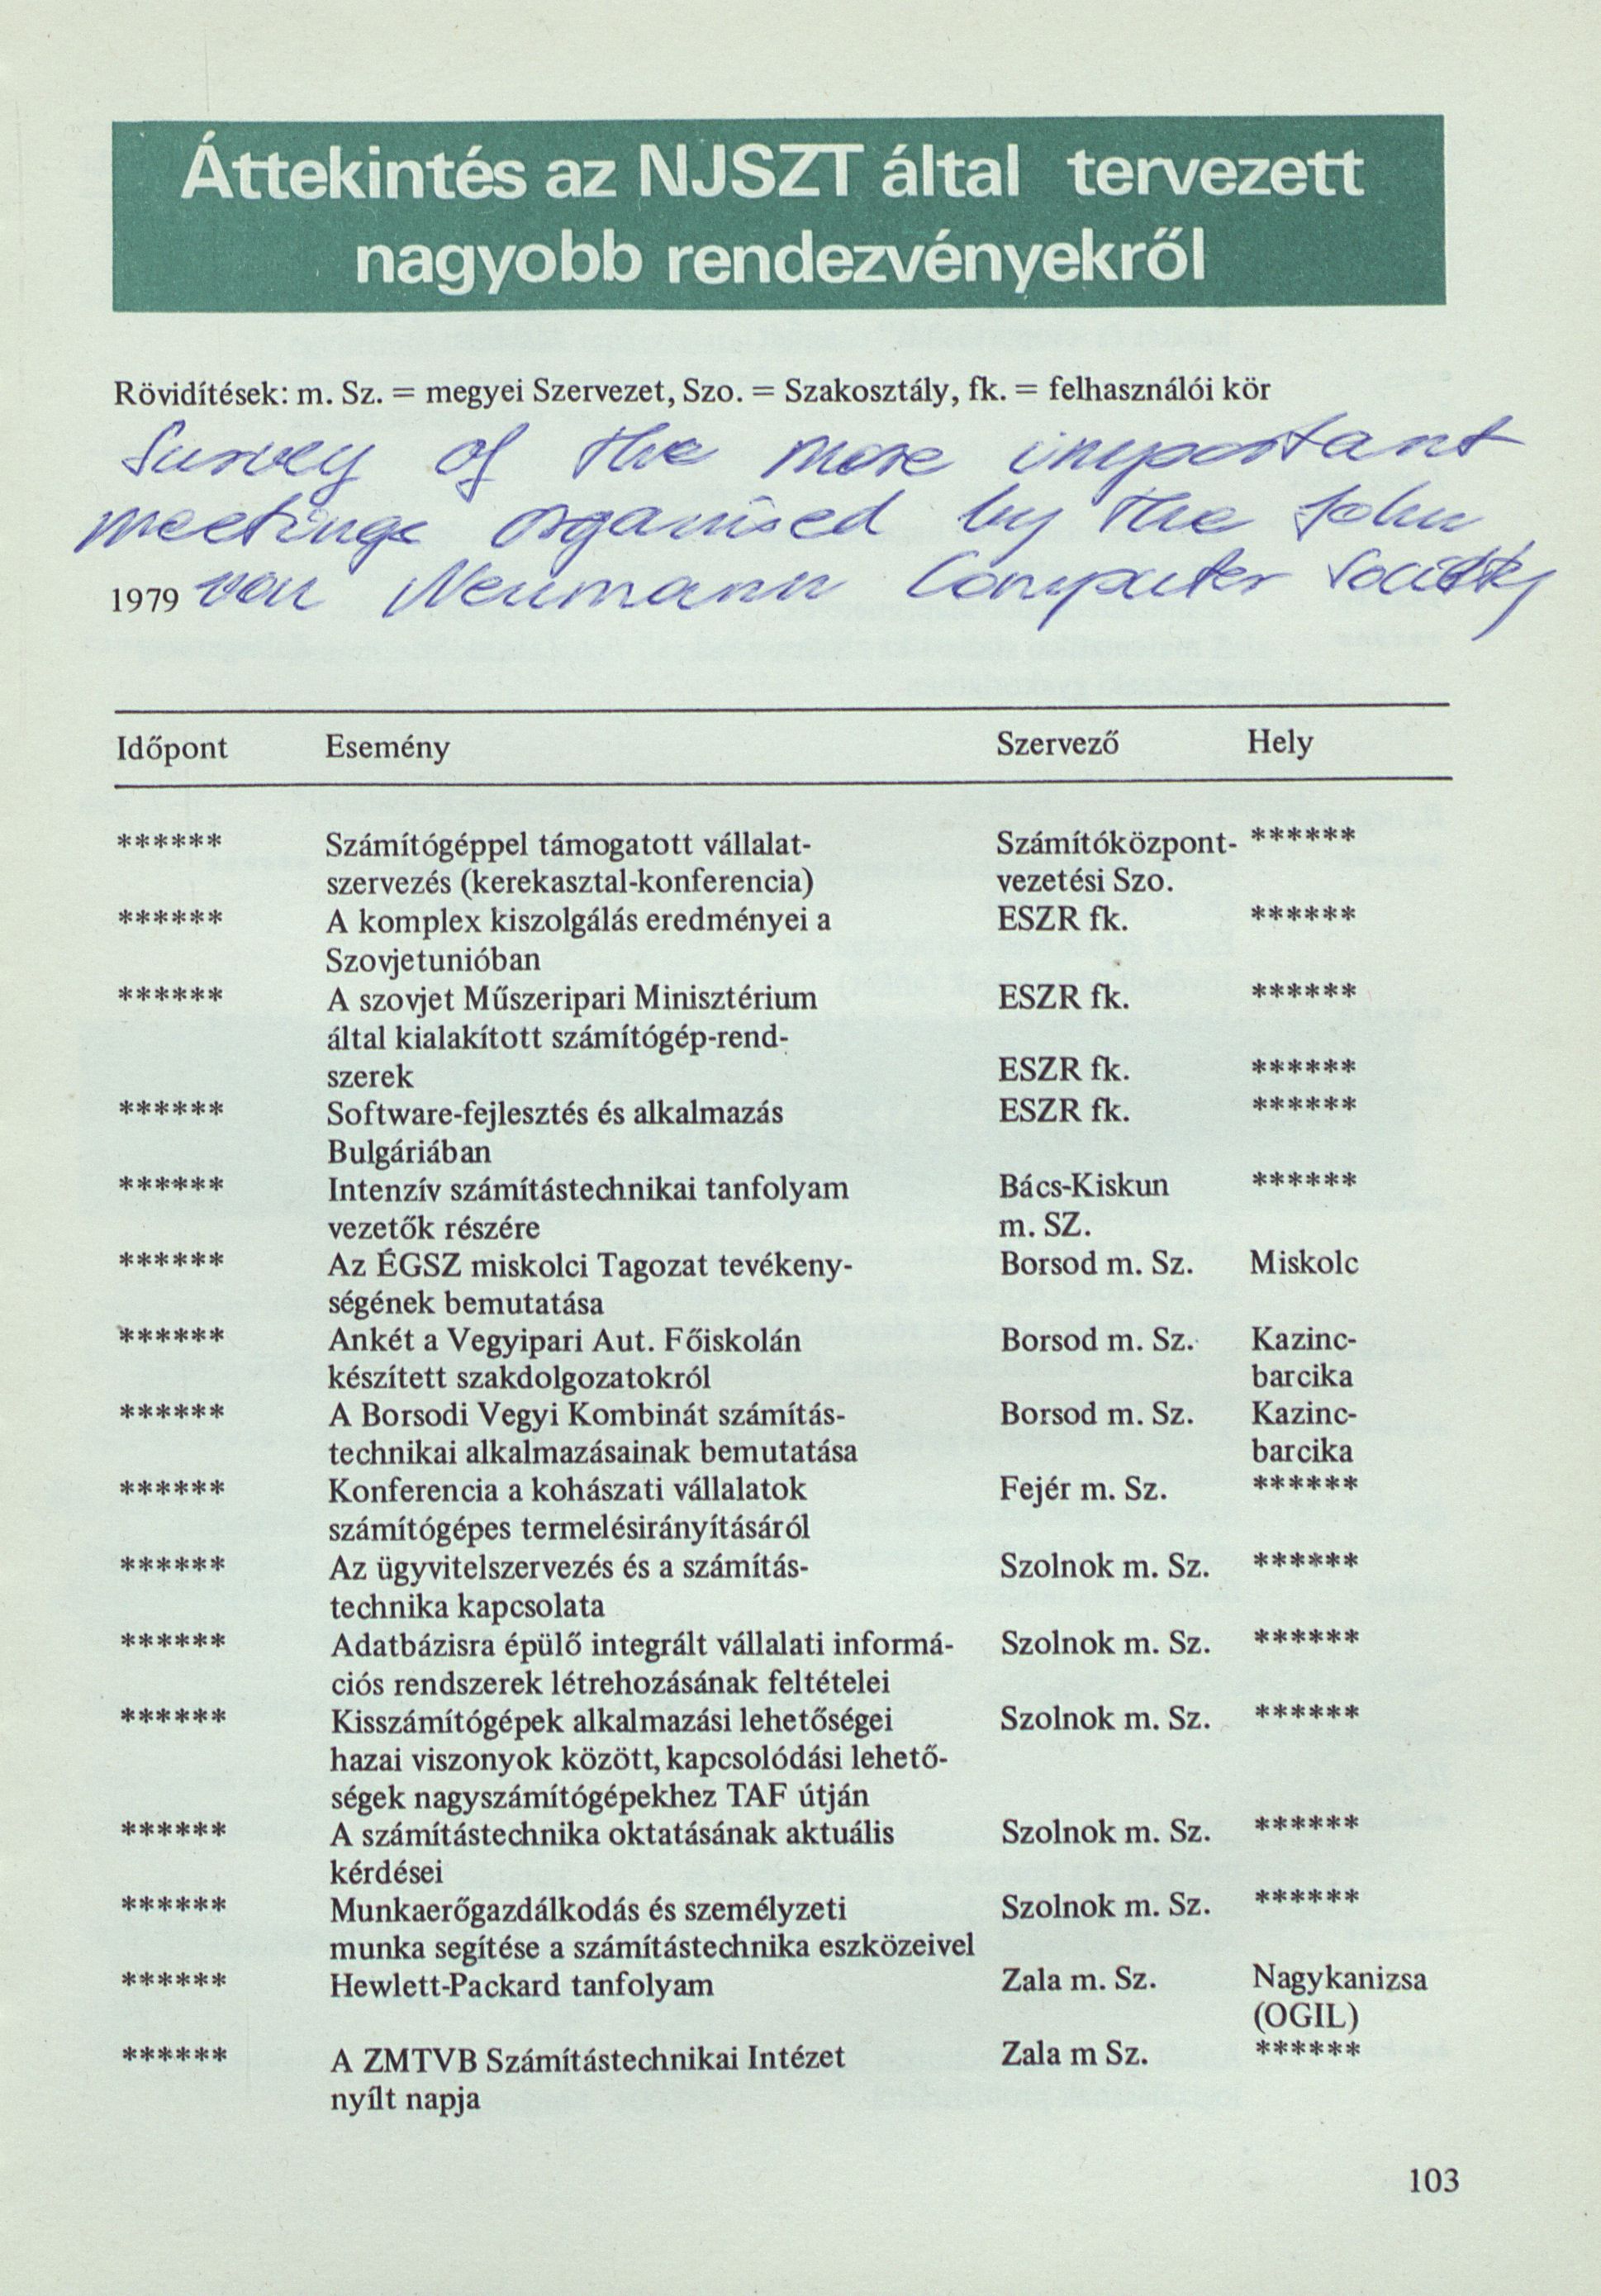 Áttekintés az NJSZT által tervezett
nagyobb rendezvényekről
Rövidítések: m. Sz. = megyei Szervezet, Szo. = Szakosztály, fk. = felhasználói kör
Survey of the more important
meetings organised by the John
1979 von Neumann Computer Society
Időpont Esemény Szervező Hely
****** Számítógéppel támogatott vállalat- Számítóközpont- ******
szervezés (kerekasztal-konferencia) vezetési Szo.
****** A komplex kiszolgálás eredményei a ESZR fk. ******
Szovjetunióban
****** A szovjet Műszeripari Minisztérium ESZR fk. ******
által kialakított számítógép-rend-
szerek ESZR fk. ******
****** Software-fejlesztés és alkalmazás ESZR fk. ******
Bulgáriában
****** Intenzív számítástechnikai tanfolyam Bács-Kiskun ******
vezetők részére m. SZ.
****** Az ÉGSZ miskolci Tagozat tevékeny- Borsod m. Sz. Miskolc
ségének bemutatása
****** Ankét a Vegyipari Aut. Főiskolán Borsod m. Sz. Kazinc-
készített szakdolgozatokról barcika
****** A Borsodi Vegyi Kombinát számítás- Borsod m. Sz. Kazinc-
technikai alkalmazásainak bemutatása barcika
****** Konferencia a kohászati vállalatok Fejér m. Sz. ******
számítógépes termelésirányításáról
****** Az ügyvitelszervezés és a számítás- Szolnok m. Sz. ******
technika kapcsolata
****** Adatbázisra épülő integrált vállalati informá- Szolnok m. Sz. ******
ciós rendszerek létrehozásának feltételei
****** Kisszámítógépek alkalmazási lehetőségei Szolnok m. Sz. ******
hazai viszonyok között, kapcsolódási lehető-
ségek nagyszámítógépekhez TAF útján
****** A számítástechnika oktatásának aktuális Szolnok m. Sz. ******
kérdései
****** Munkaerőgazdálkodás és személyzeti Szolnok m. Sz. ******
munka segítése a számítástechnika eszközeivel
****** Hewlett-Packard tanfolyam Zala m. Sz. Nagykanizsa
(OGIL)
****** A ZMTVB Számítástechnikai Intézet Zala m Sz. ******
nyílt napja
103